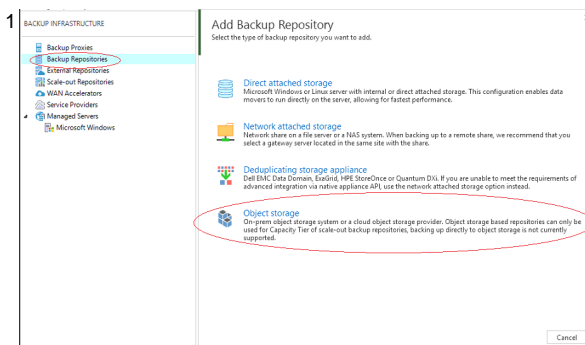 1
BACKUP INFRASTRUCTURE
Backup Proxies
Backup Repositories
External Repositories
Scale-out Repositories
WAN Accelerators
Service Providers
Managed Servers
Microsoft Windows
Add Backup Repository
Select the type of backup repository you want to add.
Direct attached storage
Microsoft Windows or Linux server with internal or direct attached storage. This configuration enables data
movers to run directly on the server, allowing for fastest performance.
Network attached storage
Network share on a file server or a NAS system. When backing up to a remote share, we recommend that you
select a gateway server located in the same site with the share.
Deduplicating storage appliance
Dell EMC Data Domain, ExaGrid, HPE StoreOnce or Quantum DXi. If you are unable to meet the requirements of
advanced integration via native appliance API, use the network attached storage option instead.
Object storage
On-prem object storage system or a cloud object storage provider. Object storage based repositories can only be
used for Capacity Tier of scale-out backup repositories, backing up directly to object storage is not currently
supported.
Cancel